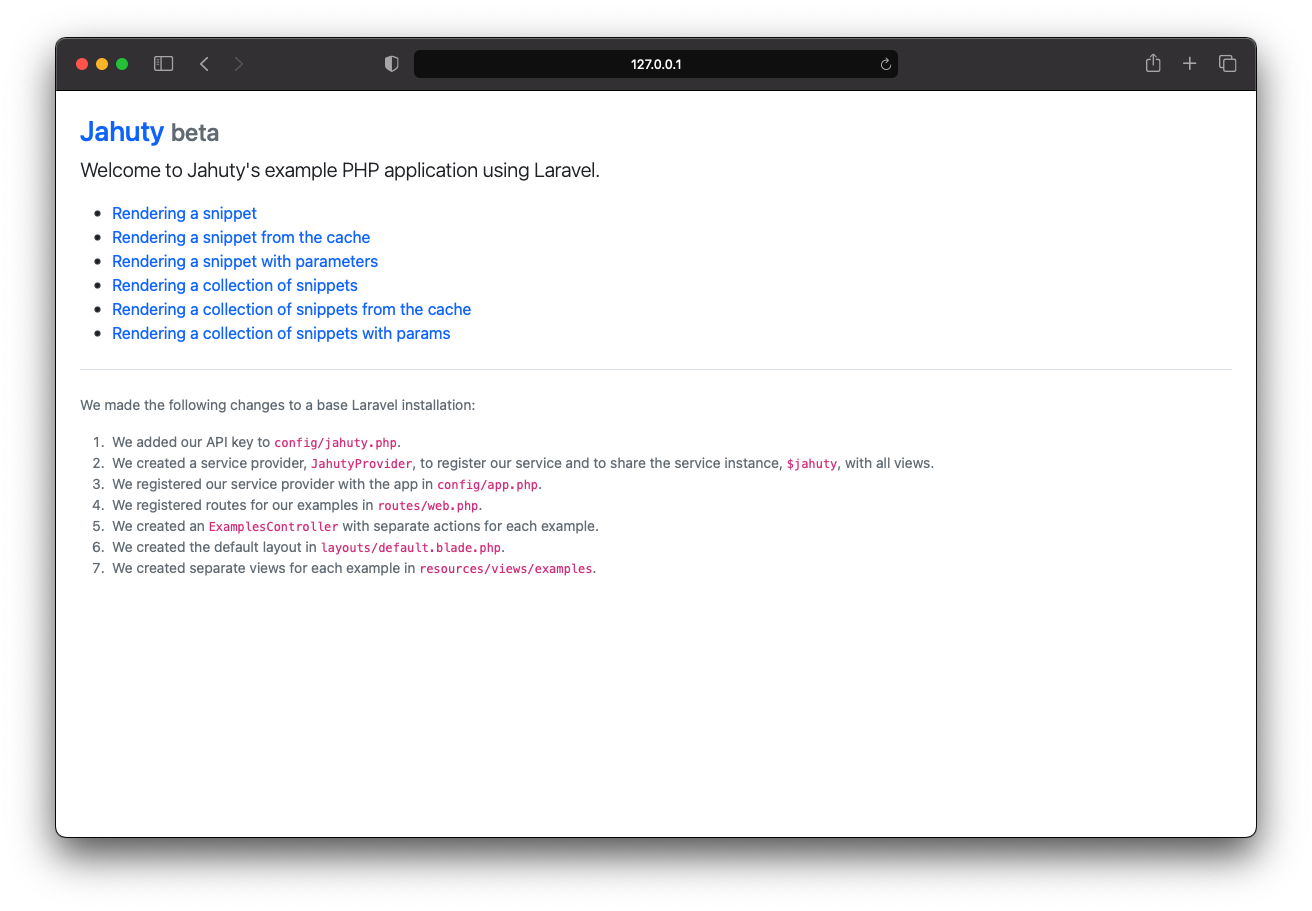 127.0.0.1
Jahuty beta
Welcome to Jahuty's example PHP application using Laravel.
Rendering a snippet
Rendering a snippet from the cache
Rendering a snippet with parameters
Rendering a collection of snippets
Rendering a collection of snippets from the cache
Rendering a collection of snippets with params
We made the following changes to a base Laravel installation:
1. We added our API key to config/jahuty.php.
2. We created a service provider, JahutyProvider, to register our service and to share the service instance, $jahuty, with all views.
3. We registered our service provider with the app in config/app.php.
4. We registered routes for our examples in routes/web.php.
5. We created an ExamplesController with separate actions for each example.
6. We created the default layout in layouts/default.blade.php.
7. We created separate views for each example in resources/views/examples.